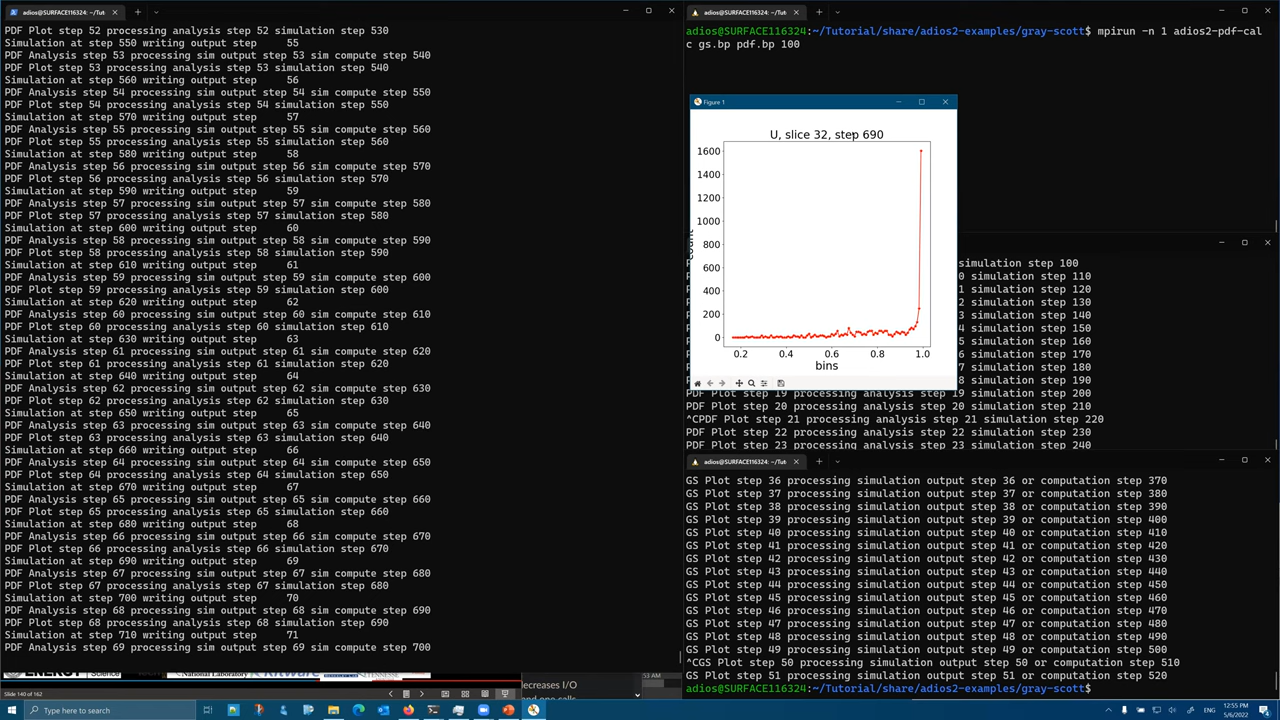 adios@SURFACE116324: ~/Tut
PDF Plot step 52 processing analysis step 52 simulation step 530
Simulation at step 550 writing output step     55
PDF Analysis step 53 processing sim output step 53 sim compute step 540
PDF Plot step 53 processing analysis step 53 simulation step 540
Simulation at step 560 writing output step     56
PDF Analysis step 54 processing sim output step 54 sim compute step 550
PDF Plot step 54 processing analysis step 54 simulation step 550
Simulation at step 570 writing output step     57
PDF Analysis step 55 processing sim output step 55 sim compute step 560
PDF Plot step 55 processing analysis step 55 simulation step 560
Simulation at step 580 writing output step     58
PDF Analysis step 56 processing sim output step 56 sim compute step 570
PDF Plot step 56 processing analysis step 56 simulation step 570
Simulation at step 590 writing output step     59
PDF Analysis step 57 processing sim output step 57 sim compute step 580
PDF Plot step 57 processing analysis step 57 simulation step 580
Simulation at step 600 writing output step     60
PDF Analysis step 58 processing sim output step 58 sim compute step 590
PDF Plot step 58 processing analysis step 58 simulation step 590
Simulation at step 610 writing output step     61
PDF Analysis step 59 processing sim output step 59 sim compute step 600
PDF Plot step 59 processing analysis step 59 simulation step 600
Simulation at step 620 writing output step     62
PDF Analysis step 60 processing sim output step 60 sim compute step 610
PDF Plot step 60 processing analysis step 60 simulation step 610
Simulation at step 630 writing output step     63
PDF Analysis step 61 processing sim output step 61 sim compute step 620
PDF Plot step 61 processing analysis step 61 simulation step 620
Simulation at step 640 writing output step     64
PDF Analysis step 62 processing sim output step 62 sim compute step 630
PDF Plot step 62 processing analysis step 62 simulation step 630
Simulation at step 650 writing output step     65
PDF Analysis step 63 processing sim output step 63 sim compute step 640
PDF Plot step 63 processing analysis step 63 simulation step 640
Simulation at step 660 writing output step     66
PDF Analysis step 64 processing sim output step 64 sim compute step 650
PDF Plot step 64 processing analysis step 64 simulation step 650
Simulation at step 670 writing output step     67
PDF Analysis step 65 processing sim output step 65 sim compute step 660
PDF Plot step 65 processing analysis step 65 simulation step 660
Simulation at step 680 writing output step     68
PDF Analysis step 66 processing sim output step 66 sim compute step 670
PDF Plot step 66 processing analysis step 66 simulation step 670
Simulation at step 690 writing output step     69
PDF Analysis step 67 processing sim output step 67 sim compute step 680
PDF Plot step 67 processing analysis step 67 simulation step 680
Simulation at step 700 writing output step     70
PDF Analysis step 68 processing sim output step 68 sim compute step 690
PDF Plot step 68 processing analysis step 68 simulation step 690
Simulation at step 710 writing output step     71
PDF Analysis step 69 processing sim output step 69 sim compute step 700
adios@SURFACE116324: ~/Tut
adios@SURFACE116324:~/Tutorial/share/adios2-examples/gray-scott$ mpirun -n 1 adios2-pdf-cal
c gs.bp pdf.bp 100
Figure 1
U, slice 32, step 690
1600
1400
1200
1000
800
600
400
200
0
0.2 0.4 0.6 0.8 1.0
bins
simulation step 100
0 simulation step 110
1 simulation step 120
2 simulation step 130
3 simulation step 140
4 simulation step 150
5 simulation step 160
6 simulation step 170
7 simulation step 180
8 simulation step 190
PDF Plot step 19 processing analysis step 19 simulation step 200
PDF Plot step 20 processing analysis step 20 simulation step 210
^CPDF Plot step 21 processing analysis step 21 simulation step 220
PDF Plot step 22 processing analysis step 22 simulation step 230
PDF Plot step 23 processing analysis step 23 simulation step 240
adios@SURFACE116324: ~/Tut
GS Plot step 36 processing simulation output step 36 or computation step 370
GS Plot step 37 processing simulation output step 37 or computation step 380
GS Plot step 38 processing simulation output step 38 or computation step 390
GS Plot step 39 processing simulation output step 39 or computation step 400
GS Plot step 40 processing simulation output step 40 or computation step 410
GS Plot step 41 processing simulation output step 41 or computation step 420
GS Plot step 42 processing simulation output step 42 or computation step 430
GS Plot step 43 processing simulation output step 43 or computation step 440
GS Plot step 44 processing simulation output step 44 or computation step 450
GS Plot step 45 processing simulation output step 45 or computation step 460
GS Plot step 46 processing simulation output step 46 or computation step 470
GS Plot step 47 processing simulation output step 47 or computation step 480
GS Plot step 48 processing simulation output step 48 or computation step 490
GS Plot step 49 processing simulation output step 49 or computation step 500
^CGS Plot step 50 processing simulation output step 50 or computation step 510
GS Plot step 51 processing simulation output step 51 or computation step 520
adios@SURFACE116324:~/Tutorial/share/adios2-examples/gray-scott$
ENERGY Science National Laboratory Kitware TENNESSEE
decreases I/O
:53 AM
Slide 140 of 162
Type here to search
12:55 PM
5/6/2022